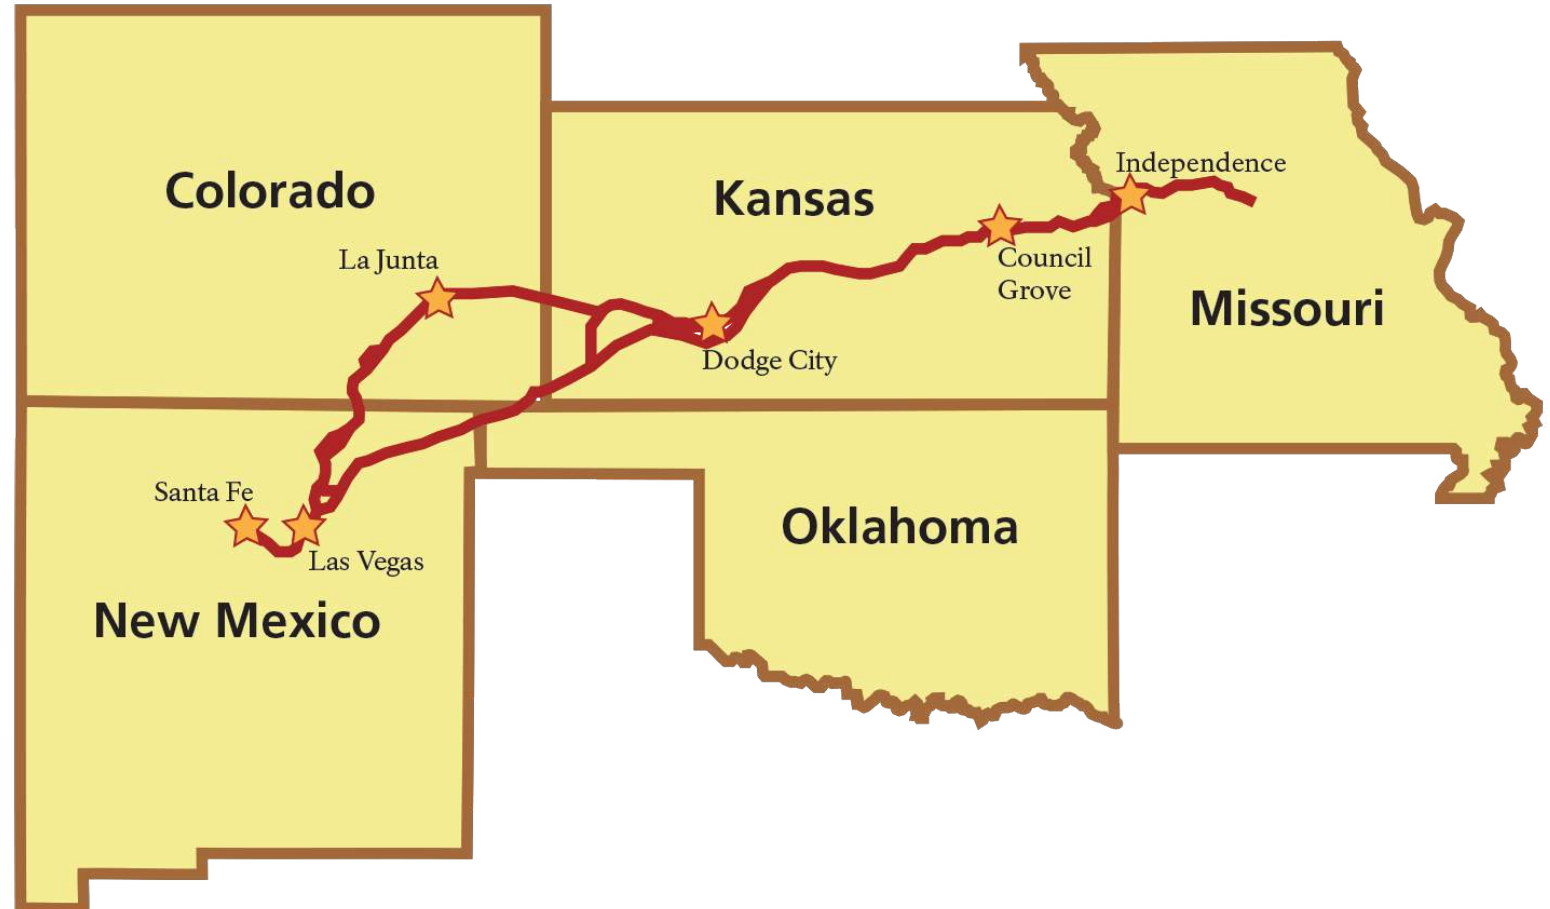 Colorado
Kansas
Independence
La Junta
Council
Grove
Missouri
Dodge City
Santa Fe
Las Vegas
Oklahoma
New Mexico